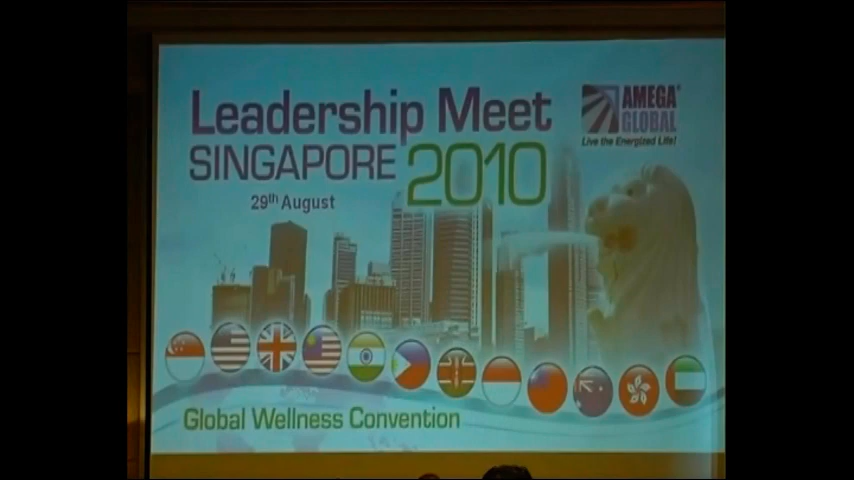 Leadership Meet
SINGAPORE 2010
29th August
AMEGA®
GLOBAL
Live the Energized Life!
Global Wellness Convention